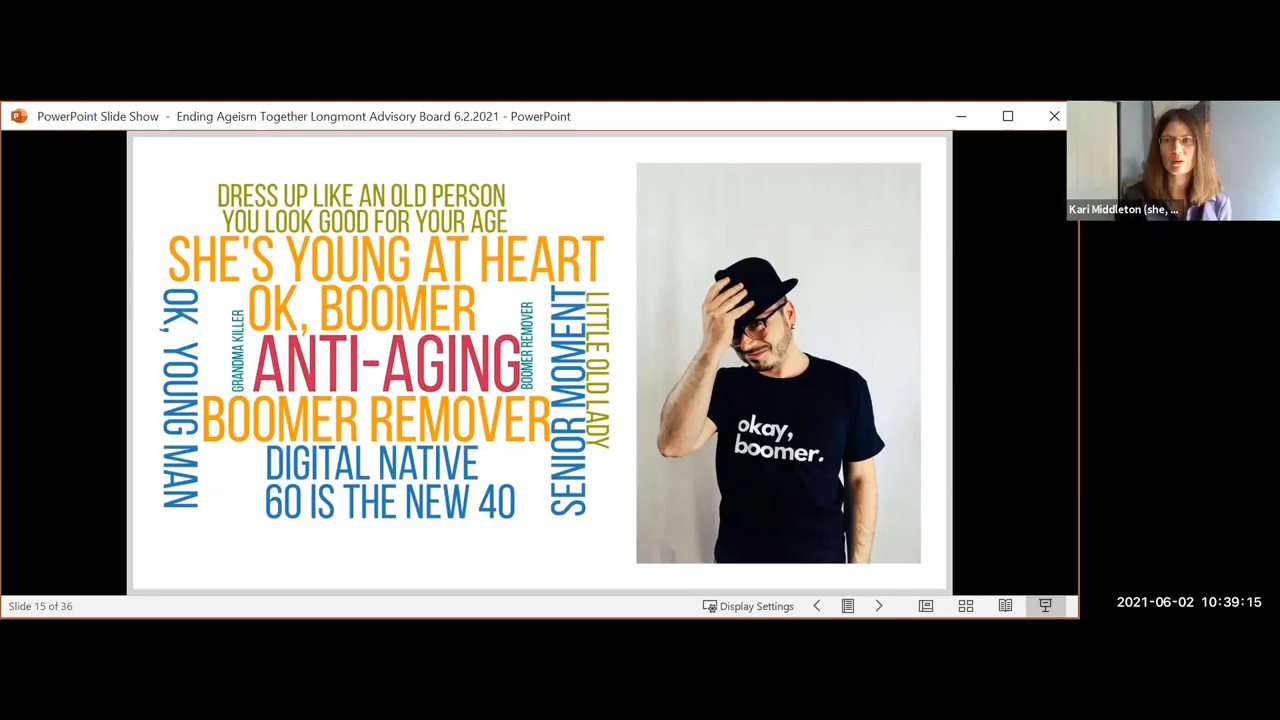 PowerPoint Slide Show - Ending Ageism Together Longmont Advisory Board 6.2.2021 - PowerPoint
Kari Middleton (she, ...
DRESS UP LIKE AN OLD PERSON
YOU LOOK GOOD FOR YOUR AGE
SHE'S YOUNG AT HEART
OK, YOUNG MAN
GRANDMA KILLER
OK, BOOMER
BOOMER REMOVER
SENIOR MOMENT
LITTLE OLD LADY
ANTI-AGING
BOOMER REMOVER
DIGITAL NATIVE
60 IS THE NEW 40
okay,
boomer.
Slide 15 of 36
Display Settings
2021-06-02 10:39:15